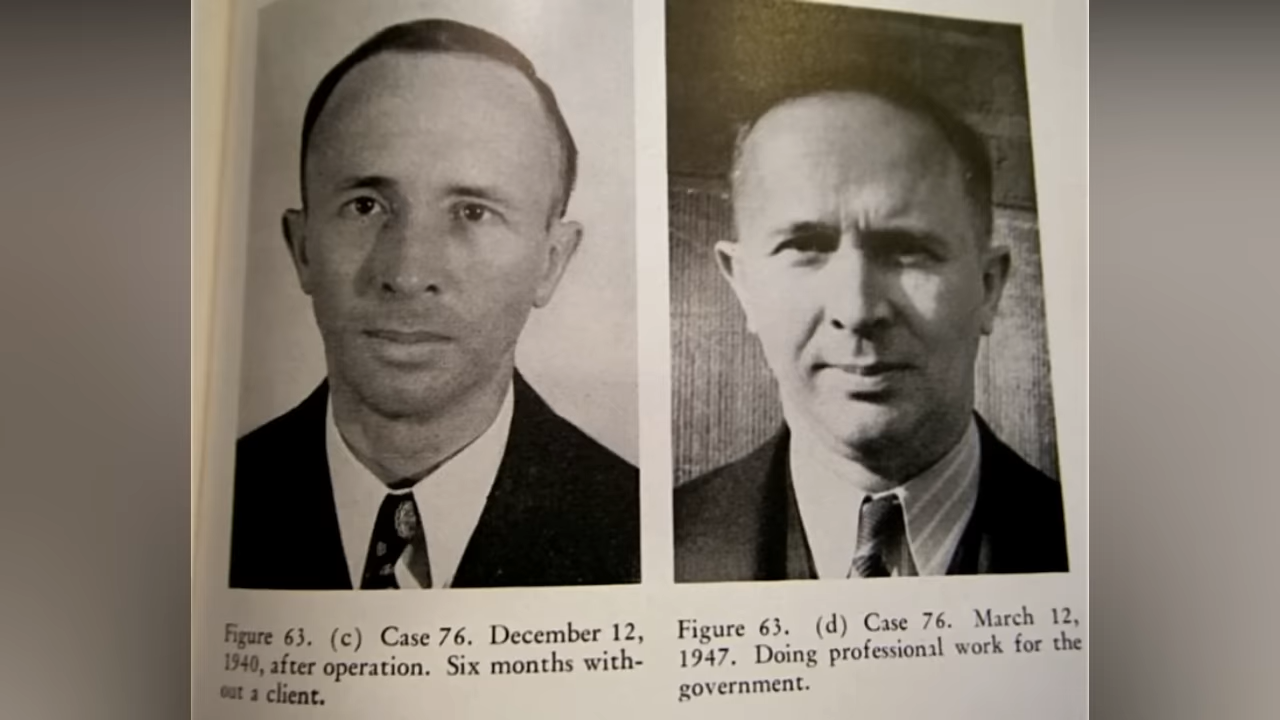 Figure 63. (c) Case 76. December 12,
1940, after operation. Six months with-
out a client.
Figure 63. (d) Case 76. March 12,
1947. Doing professional work for the
government.